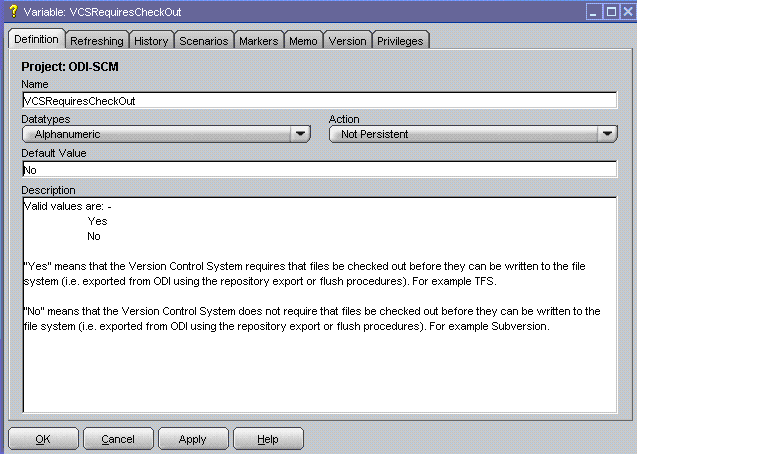 Variable: VCSRequiresCheckOut
Definition Refreshing History Scenarios Markers Memo Version Privileges
Project: ODI-SCM
Name
VCSRequiresCheckOut
Datatypes Action
Alphanumeric Not Persistent
Default Value
No
Description
Valid values are: -
Yes
No
"Yes" means that the Version Control System requires that files be checked out before they can be written to the file
system (i.e. exported from ODI using the repository export or flush procedures). For example TFS.
"No" means that the Version Control System does not require that files be checked out before they can be written to the
file system (i.e. exported from ODI using the repository export or flush procedures). For example Subversion.
OK Cancel Apply Help